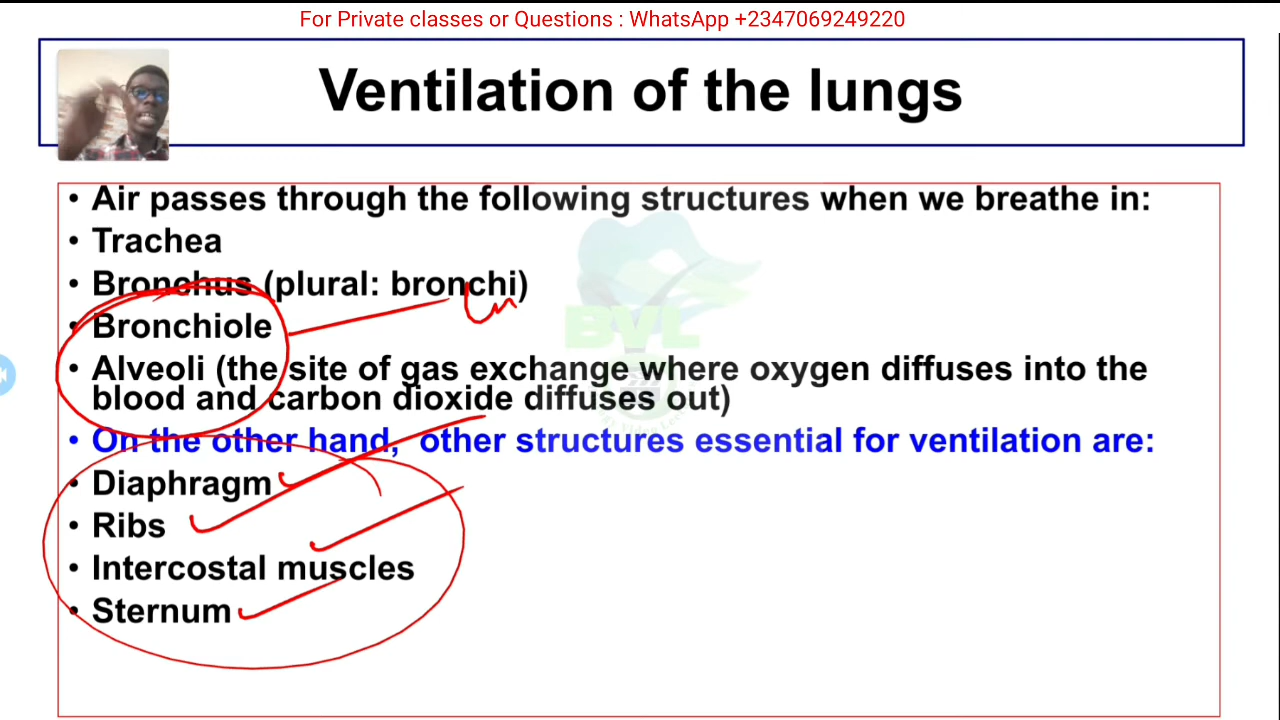 For Private classes or Questions : WhatsApp +2347069249220
Ventilation of the lungs
• Air passes through the following structures when we breathe in:
• Trachea
• Bronchus (plural: bronchi)
• Bronchiole
• Alveoli (the site of gas exchange where oxygen diffuses into the
blood and carbon dioxide diffuses out)
• On the other hand, other structures essential for ventilation are:
• Diaphragm
• Ribs
• Intercostal muscles
• Sternum
BVL